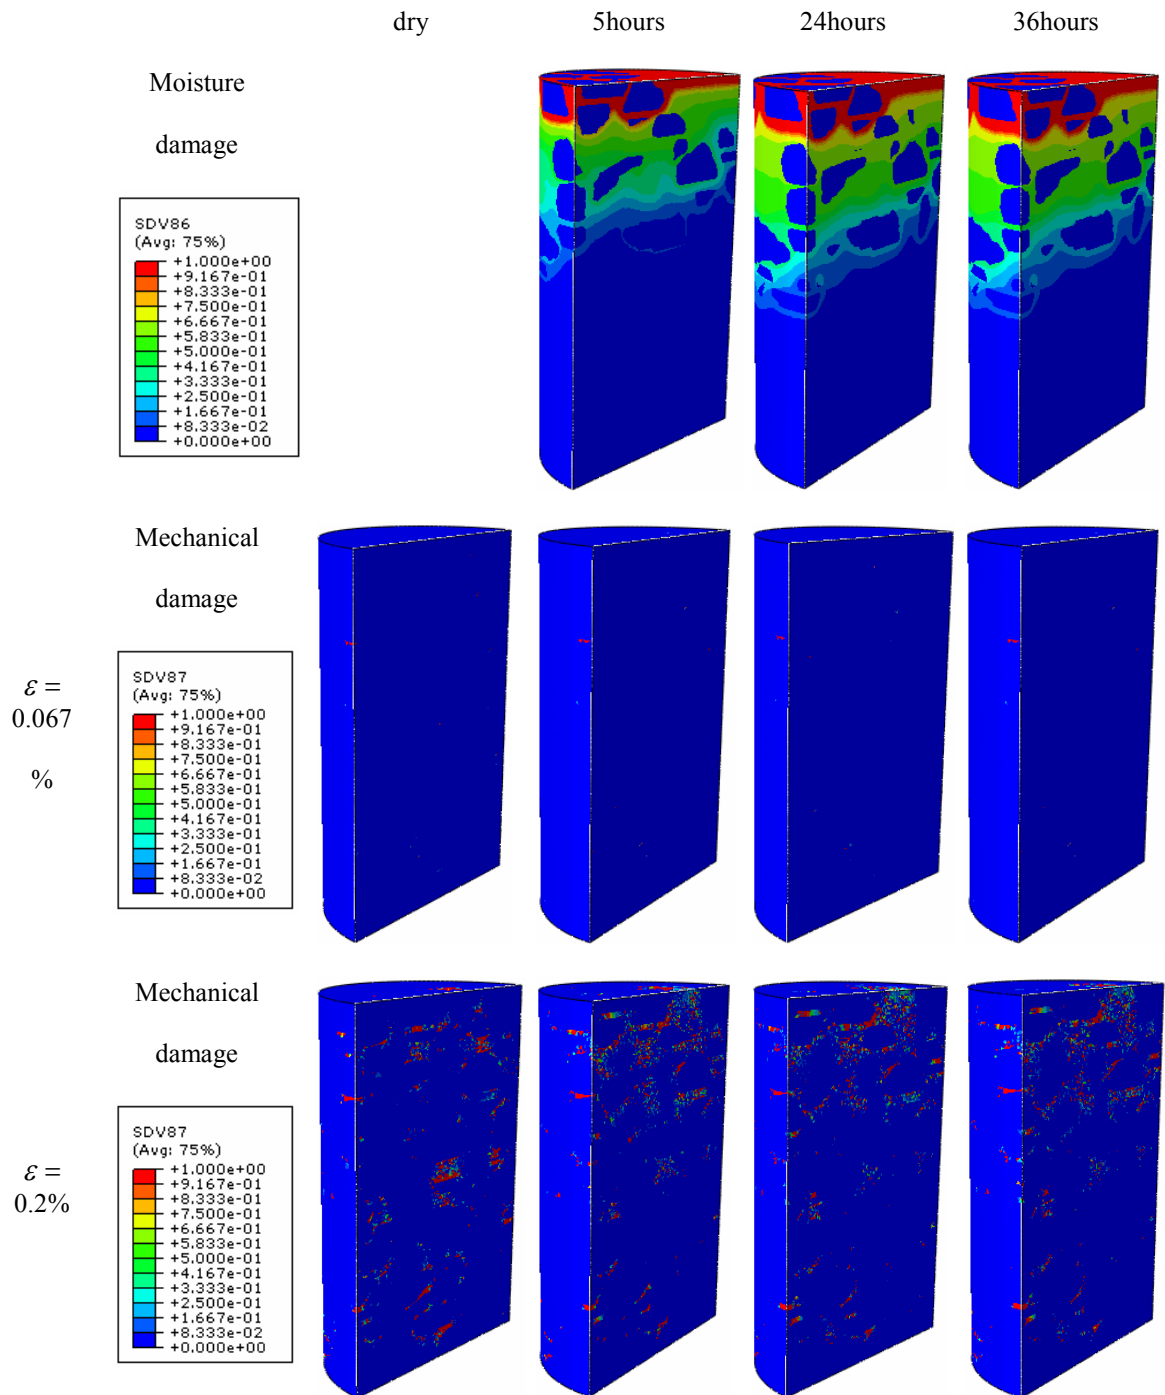 dry 5hours 24hours 36hours
Moisture
damage
SDV86
(Avg: 75%)
+1.000e+00
+9.167e-01
+8.333e-01
+7.500e-01
+6.667e-01
+5.833e-01
+5.000e-01
+4.167e-01
+3.333e-01
+2.500e-01
+1.667e-01
+8.333e-02
+0.000e+00
Mechanical
damage
ε =
0.067
%
SDV87
(Avg: 75%)
+1.000e+00
+9.167e-01
+8.333e-01
+7.500e-01
+6.667e-01
+5.833e-01
+5.000e-01
+4.167e-01
+3.333e-01
+2.500e-01
+1.667e-01
+8.333e-02
+0.000e+00
Mechanical
damage
ε =
0.2%
SDV87
(Avg: 75%)
+1.000e+00
+9.167e-01
+8.333e-01
+7.500e-01
+6.667e-01
+5.833e-01
+5.000e-01
+4.167e-01
+3.333e-01
+2.500e-01
+1.667e-01
+8.333e-02
+0.000e+00